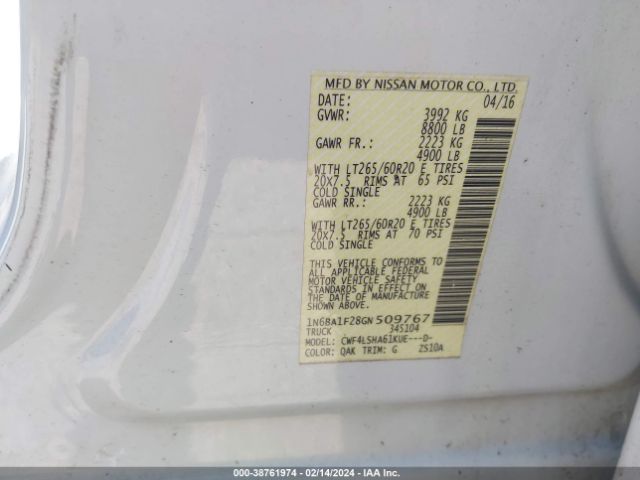 MFD BY NISSAN MOTOR CO., LTD.
DATE: 04/16
GVWR: 3992 KG
8800 LB
GAWR FR.: 2223 KG
4900 LB
WITH LT265/60R20 E TIRES
20X7.5 RIMS AT 65 PSI
COLD SINGLE
GAWR RR.: 2223 KG
4900 LB
WITH LT265/60R20 E TIRES
20X7.5 RIMS AT 70 PSI
COLD SINGLE
THIS VEHICLE CONFORMS TO
ALL APPLICABLE FEDERAL
MOTOR VEHICLE SAFETY
STANDARDS IN EFFECT ON
THE DATE OF MANUFACTURE
SHOWN ABOVE.
1N6BA1F28GN509767
TRUCK 345104
MODEL: CWF4LSHA61KUE---D-
COLOR: QAK TRIM: G ZS10A
000-38761974 - 02/14/2024 - IAA Inc.